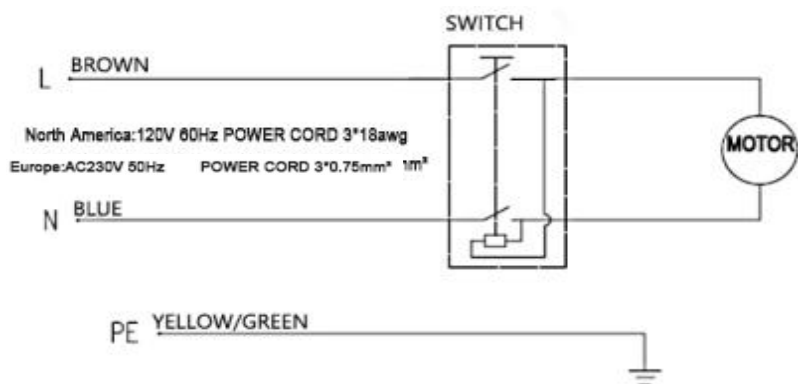 SWITCH
L BROWN
North America:120V 60Hz POWER CORD 3*18awg
MOTOR
Europe:AC230V 50Hz POWER CORD 3*0.75mm²
N BLUE
PE YELLOW/GREEN